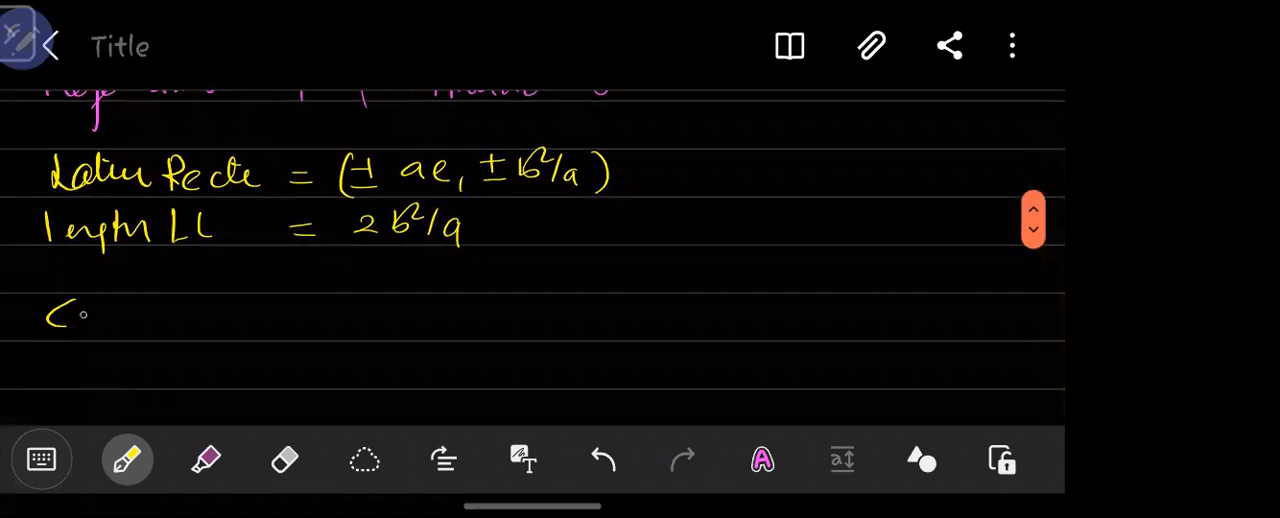 Title
Latus Recta = (± ae, ± b²/a)
length LL = 2b²/a